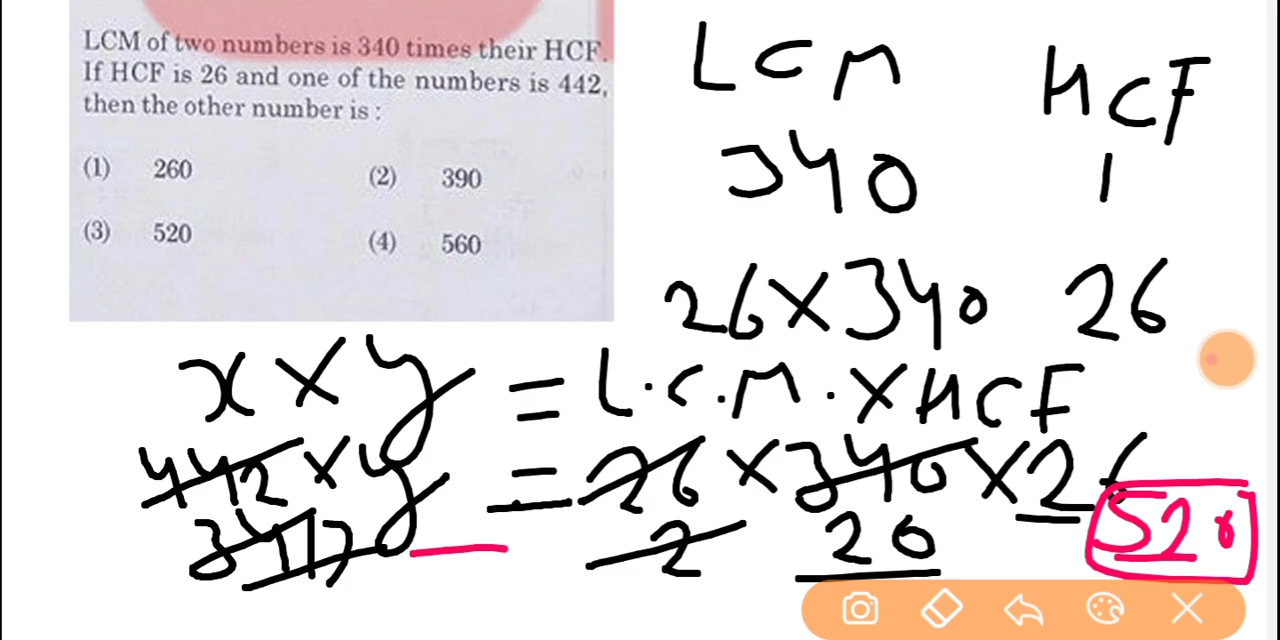 LCM of two numbers is 340 times their HCF.
If HCF is 26 and one of the numbers is 442,
then the other number is :
(1) 260 (2) 390
(3) 520 (4) 560
LCM HCF
340 1
26×340 26
x×y = L.C.M.×HCF
442×y = 26×340×26
34 17 2 20 520